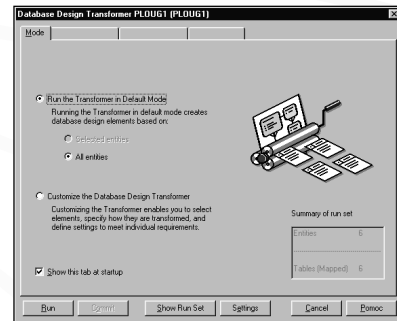 Database Design Transformer PLOUG1 (PLOUG1)
Mode
Run the Transformer in Default Mode
Running the Transformer in default mode creates
database design elements based on:
Selected entities
All entities
Customize the Database Design Transformer
Customizing the Transformer enables you to select
elements, specify how they are transformed, and
define settings to meet individual requirements.
Summary of run set
Entities 6
Tables (Mapped) 6
Show this tab at startup
Run Commit Show Run Set Settings Cancel Pomoc